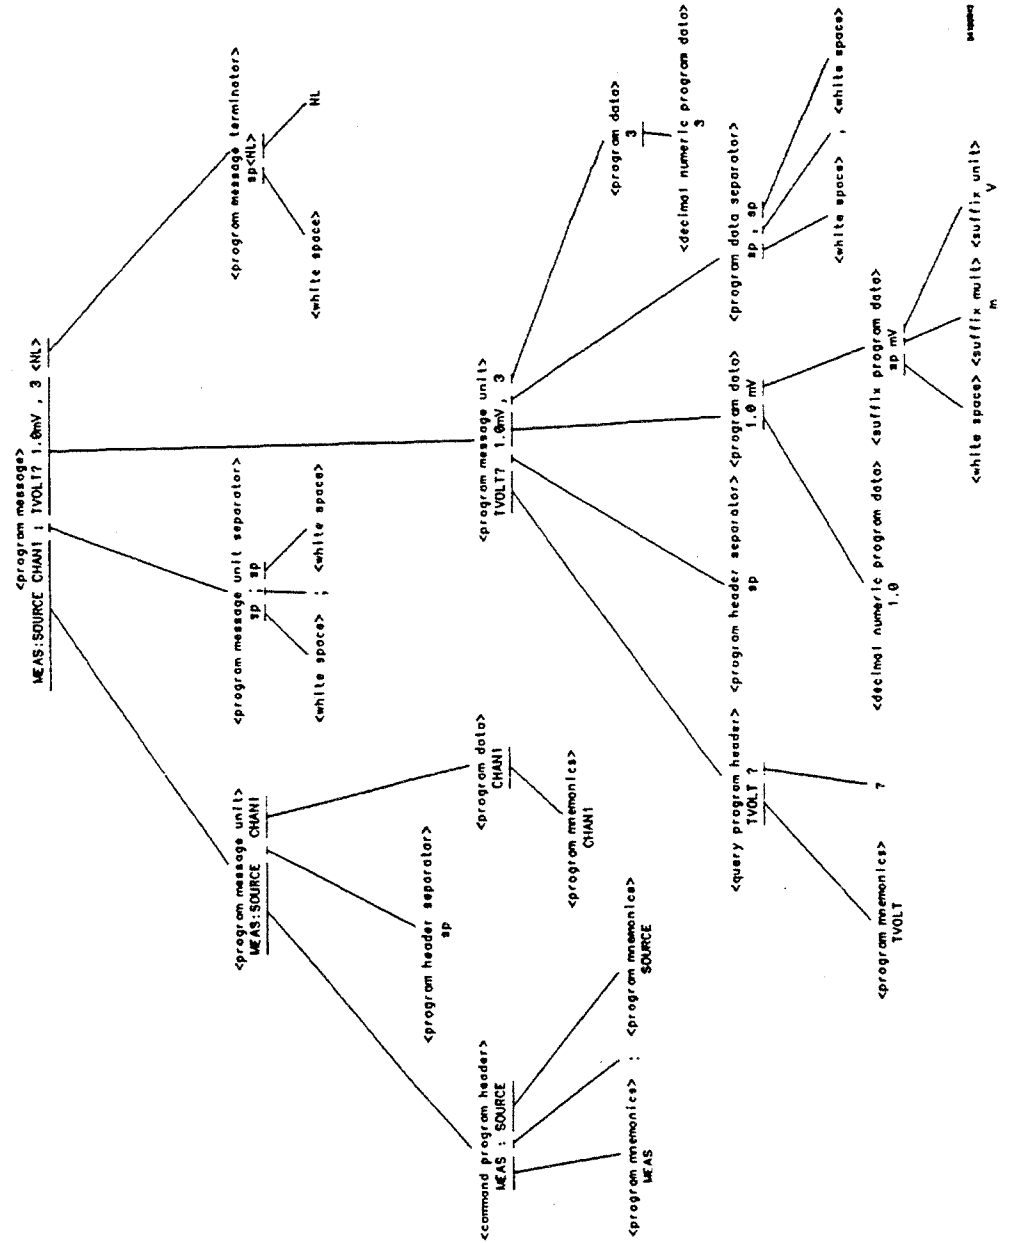 <program message>
MEAS:SOURCE CHAN1 ; TVOLT? 1.0mV , 3 <NL>
<program message unit>
MEAS:SOURCE CHAN1
<program message unit separator>
sp ; sp
<white space> ; <white space>
<program message terminator>
sp<NL>
<white space>
NL
<program header separator>
sp
<program data>
CHAN1
<program mnemonics>
CHAN1
<command program header>
MEAS : SOURCE
<program mnemonics> : <program mnemonics>
MEAS
SOURCE
<program message unit>
TVOLT? 1.0mV , 3
<program data>
3
<decimal numeric program data>
3
<query program header> <program header separator> <program data> <program data separator>
TVOLT ?
sp
1.0 mV
sp , sp
<white space> , <white space>
<program mnemonics>
TVOLT
?
<decimal numeric program data> <suffix program data>
1.0
sp mV
<white space> <suffix mult> <suffix unit>
m
V